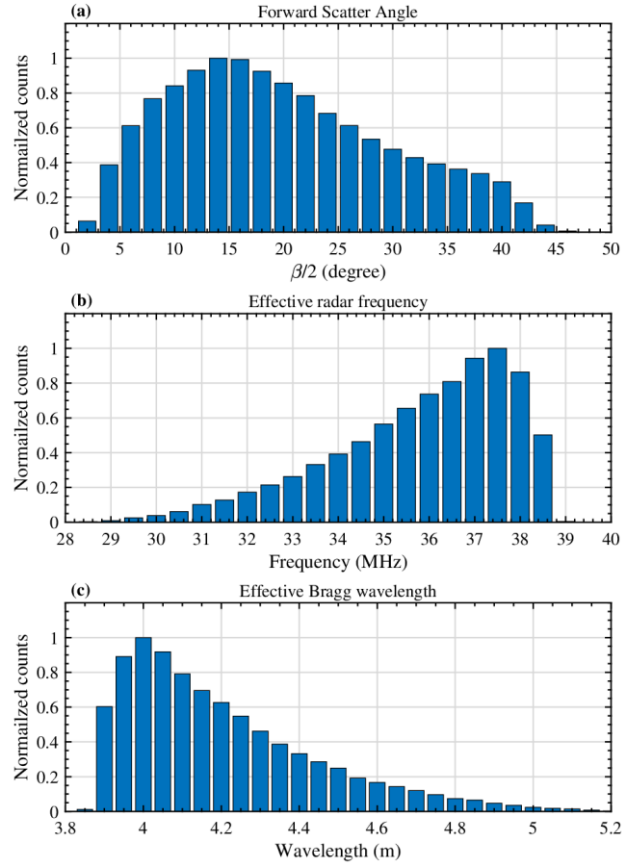 (a) Forward Scatter Angle
1
0.8
0.6
0.4
0.2
0
Normailzed counts
0 5 10 15 20 25 30 35 40 45 50
β/2 (degree)
(b) Effective radar frequency
1
0.8
0.6
0.4
0.2
0
Normailzed counts
28 29 30 31 32 33 34 35 36 37 38 39 40
Frequency (MHz)
(c) Effective Bragg wavelength
1
0.8
0.6
0.4
0.2
0
Normailzed counts
3.8 4 4.2 4.4 4.6 4.8 5 5.2
Wavelength (m)